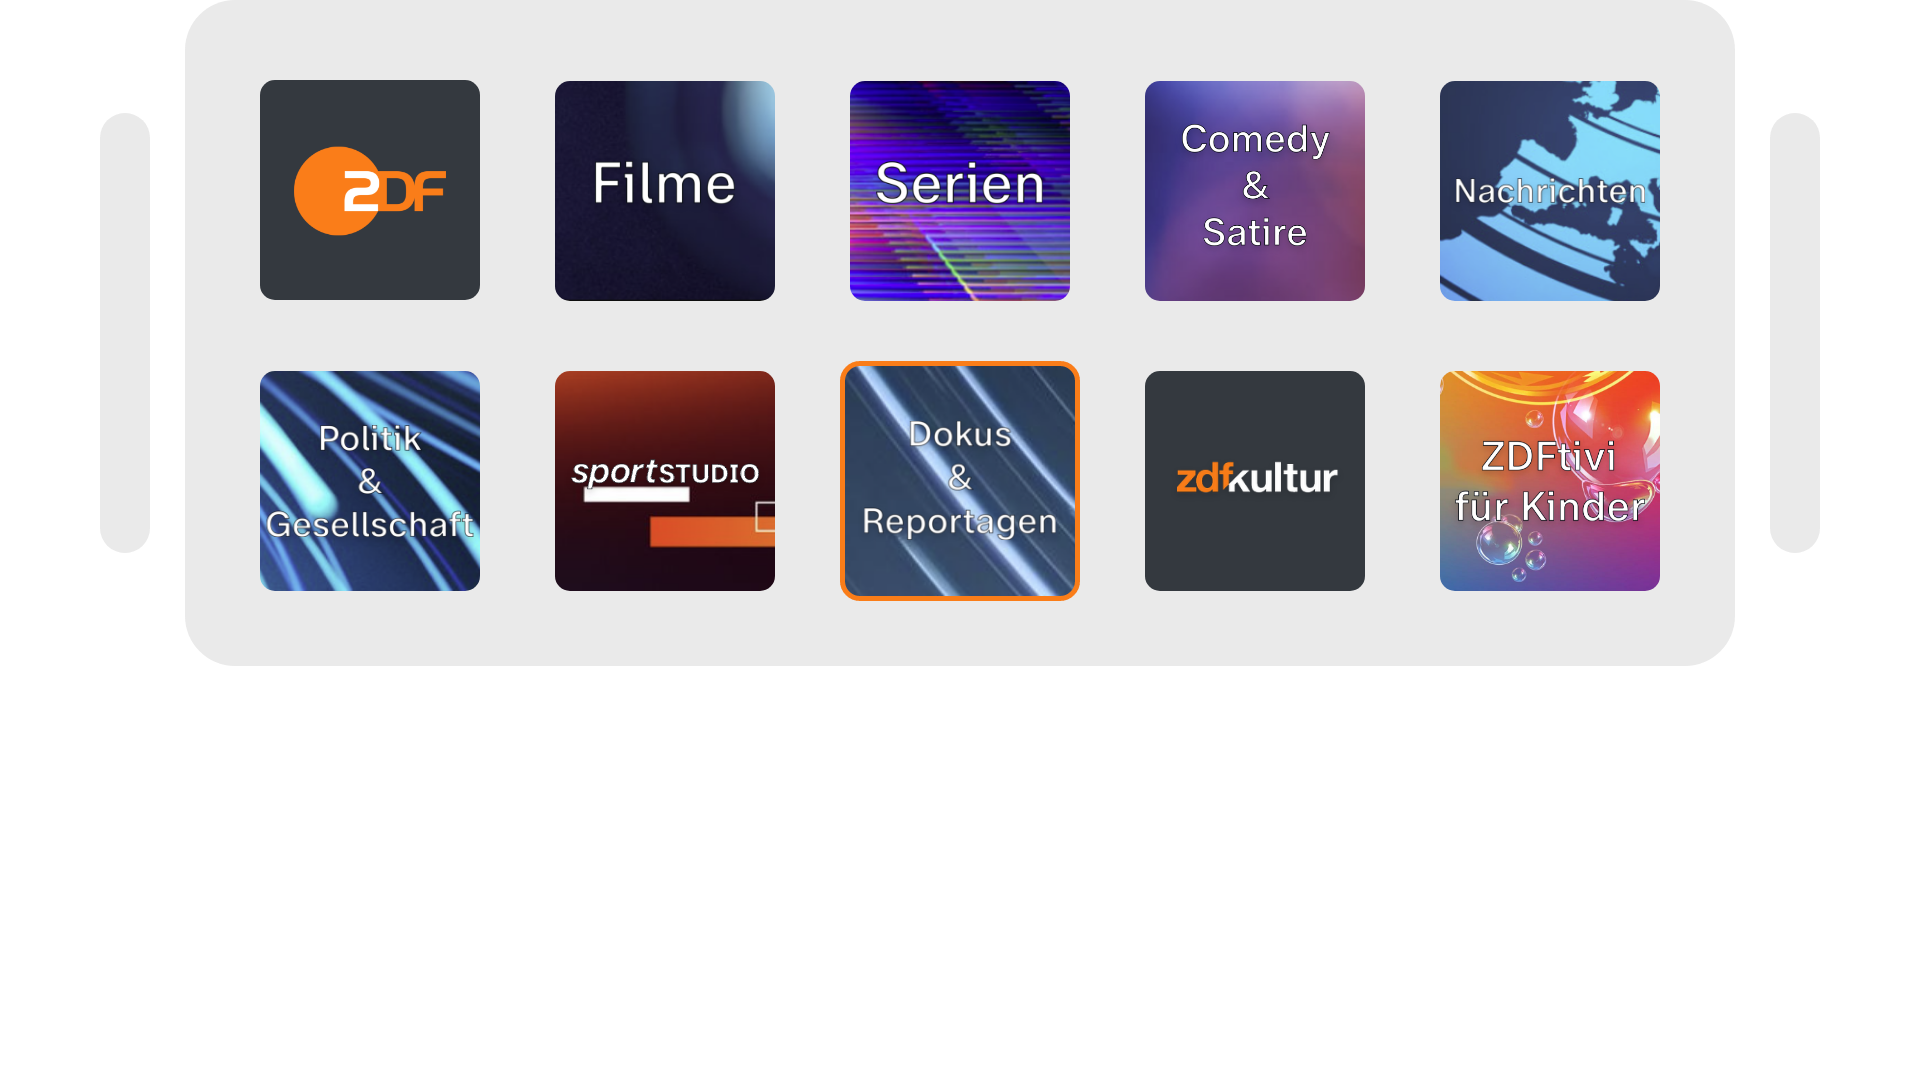 ZDF
Filme
Serien
Comedy
&
Satire
Nachrichten
Politik
&
Gesellschaft
sportSTUDIO
Dokus
&
Reportagen
zdfkultur
ZDFtivi
für Kinder